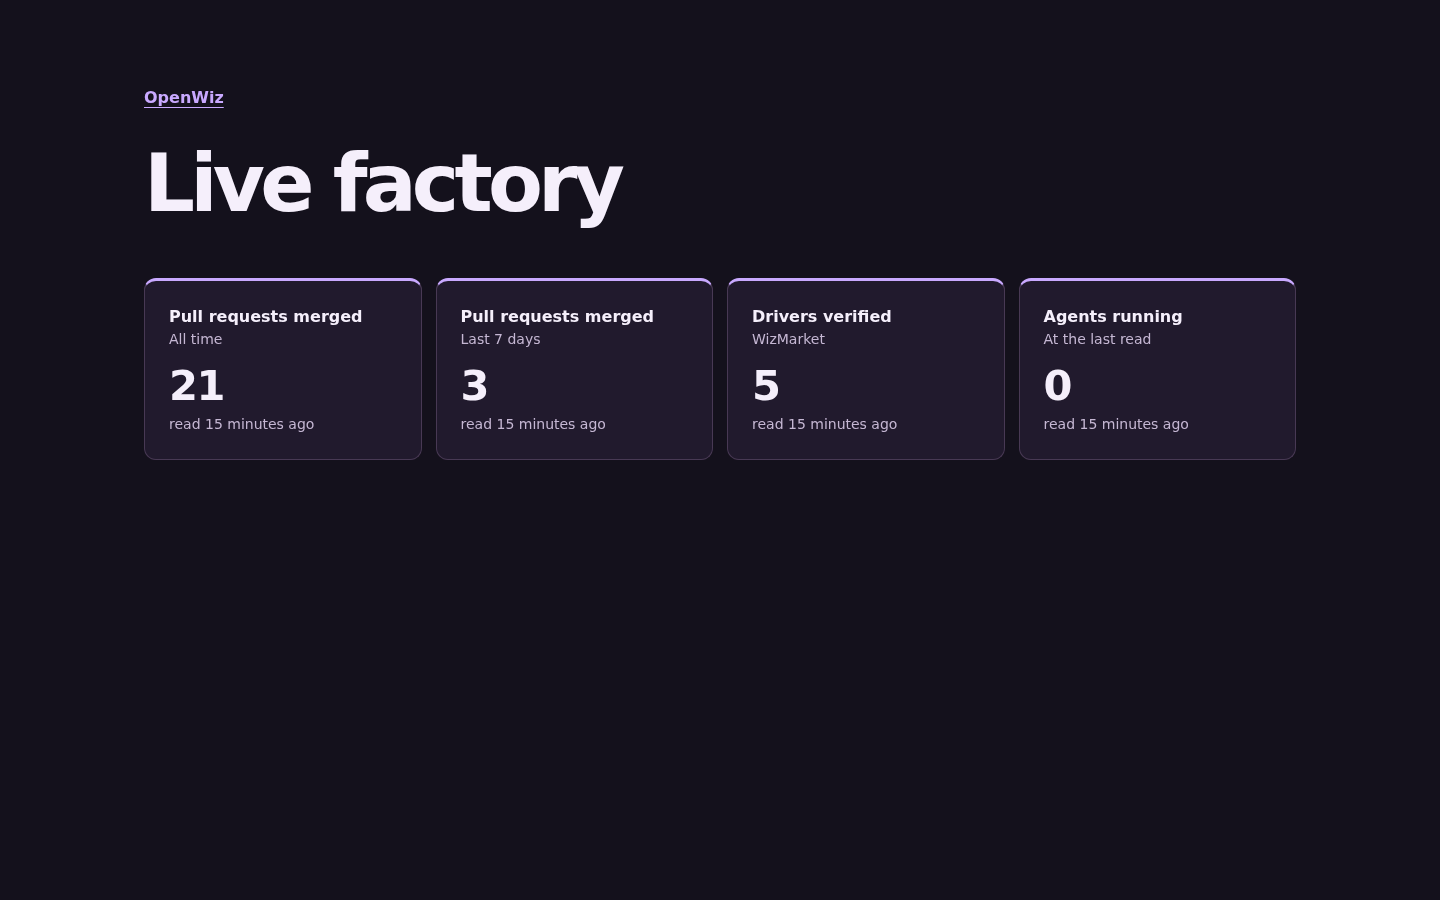 OpenWiz
Live factory
Pull requests merged
All time
21
read 15 minutes ago
Pull requests merged
Last 7 days
3
read 15 minutes ago
Drivers verified
WizMarket
5
read 15 minutes ago
Agents running
At the last read
0
read 15 minutes ago